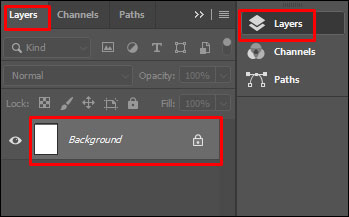 Layers Channels Paths
Kind
Normal Opacity: 100%
Lock: Fill: 100%
Background
Layers
Channels
Paths